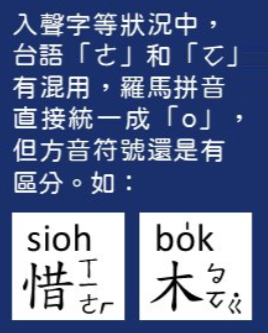 入聲字等狀況中，
台語「ㄜ」和「ㄛ」
有混用，羅馬拼音
直接統一成「o」，
但方音符號還是有
區分。如：
sioh
惜 ㄒㄧㄜㆷ
bo̍k
木 ㆠㄛㆻ˙